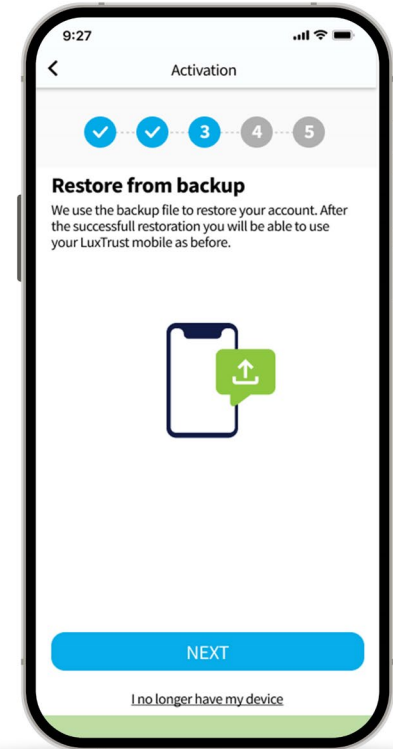 9:27
Activation
3
4
5
Restore from backup
We use the backup file to restore your account. After
the successfull restoration you will be able to use
your LuxTrust mobile as before.
NEXT
I no longer have my device